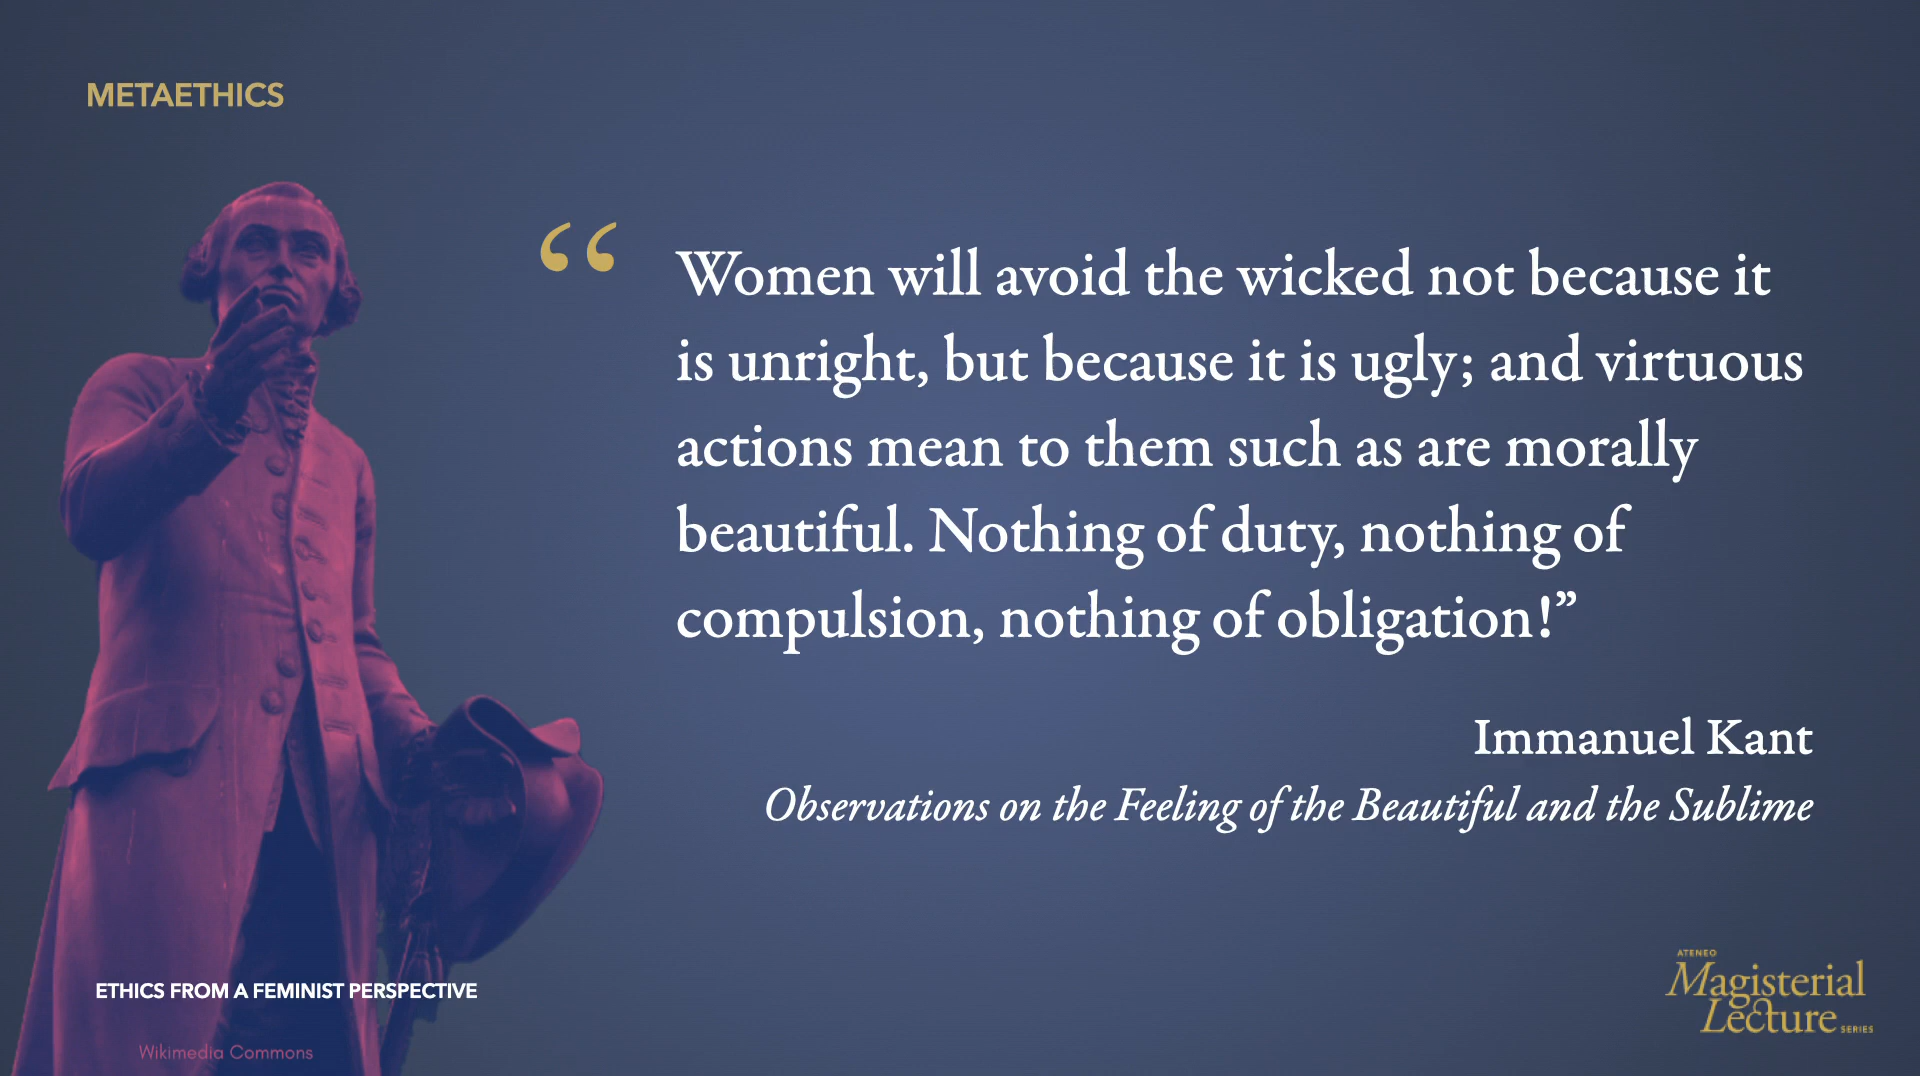 METAETHICS
“
Women will avoid the wicked not because it
is unright, but because it is ugly; and virtuous
actions mean to them such as are morally
beautiful. Nothing of duty, nothing of
compulsion, nothing of obligation!”
Immanuel Kant
Observations on the Feeling of the Beautiful and the Sublime
ETHICS FROM A FEMINIST PERSPECTIVE
Wikimedia Commons
ATENEO
Magisterial
Lecture SERIES